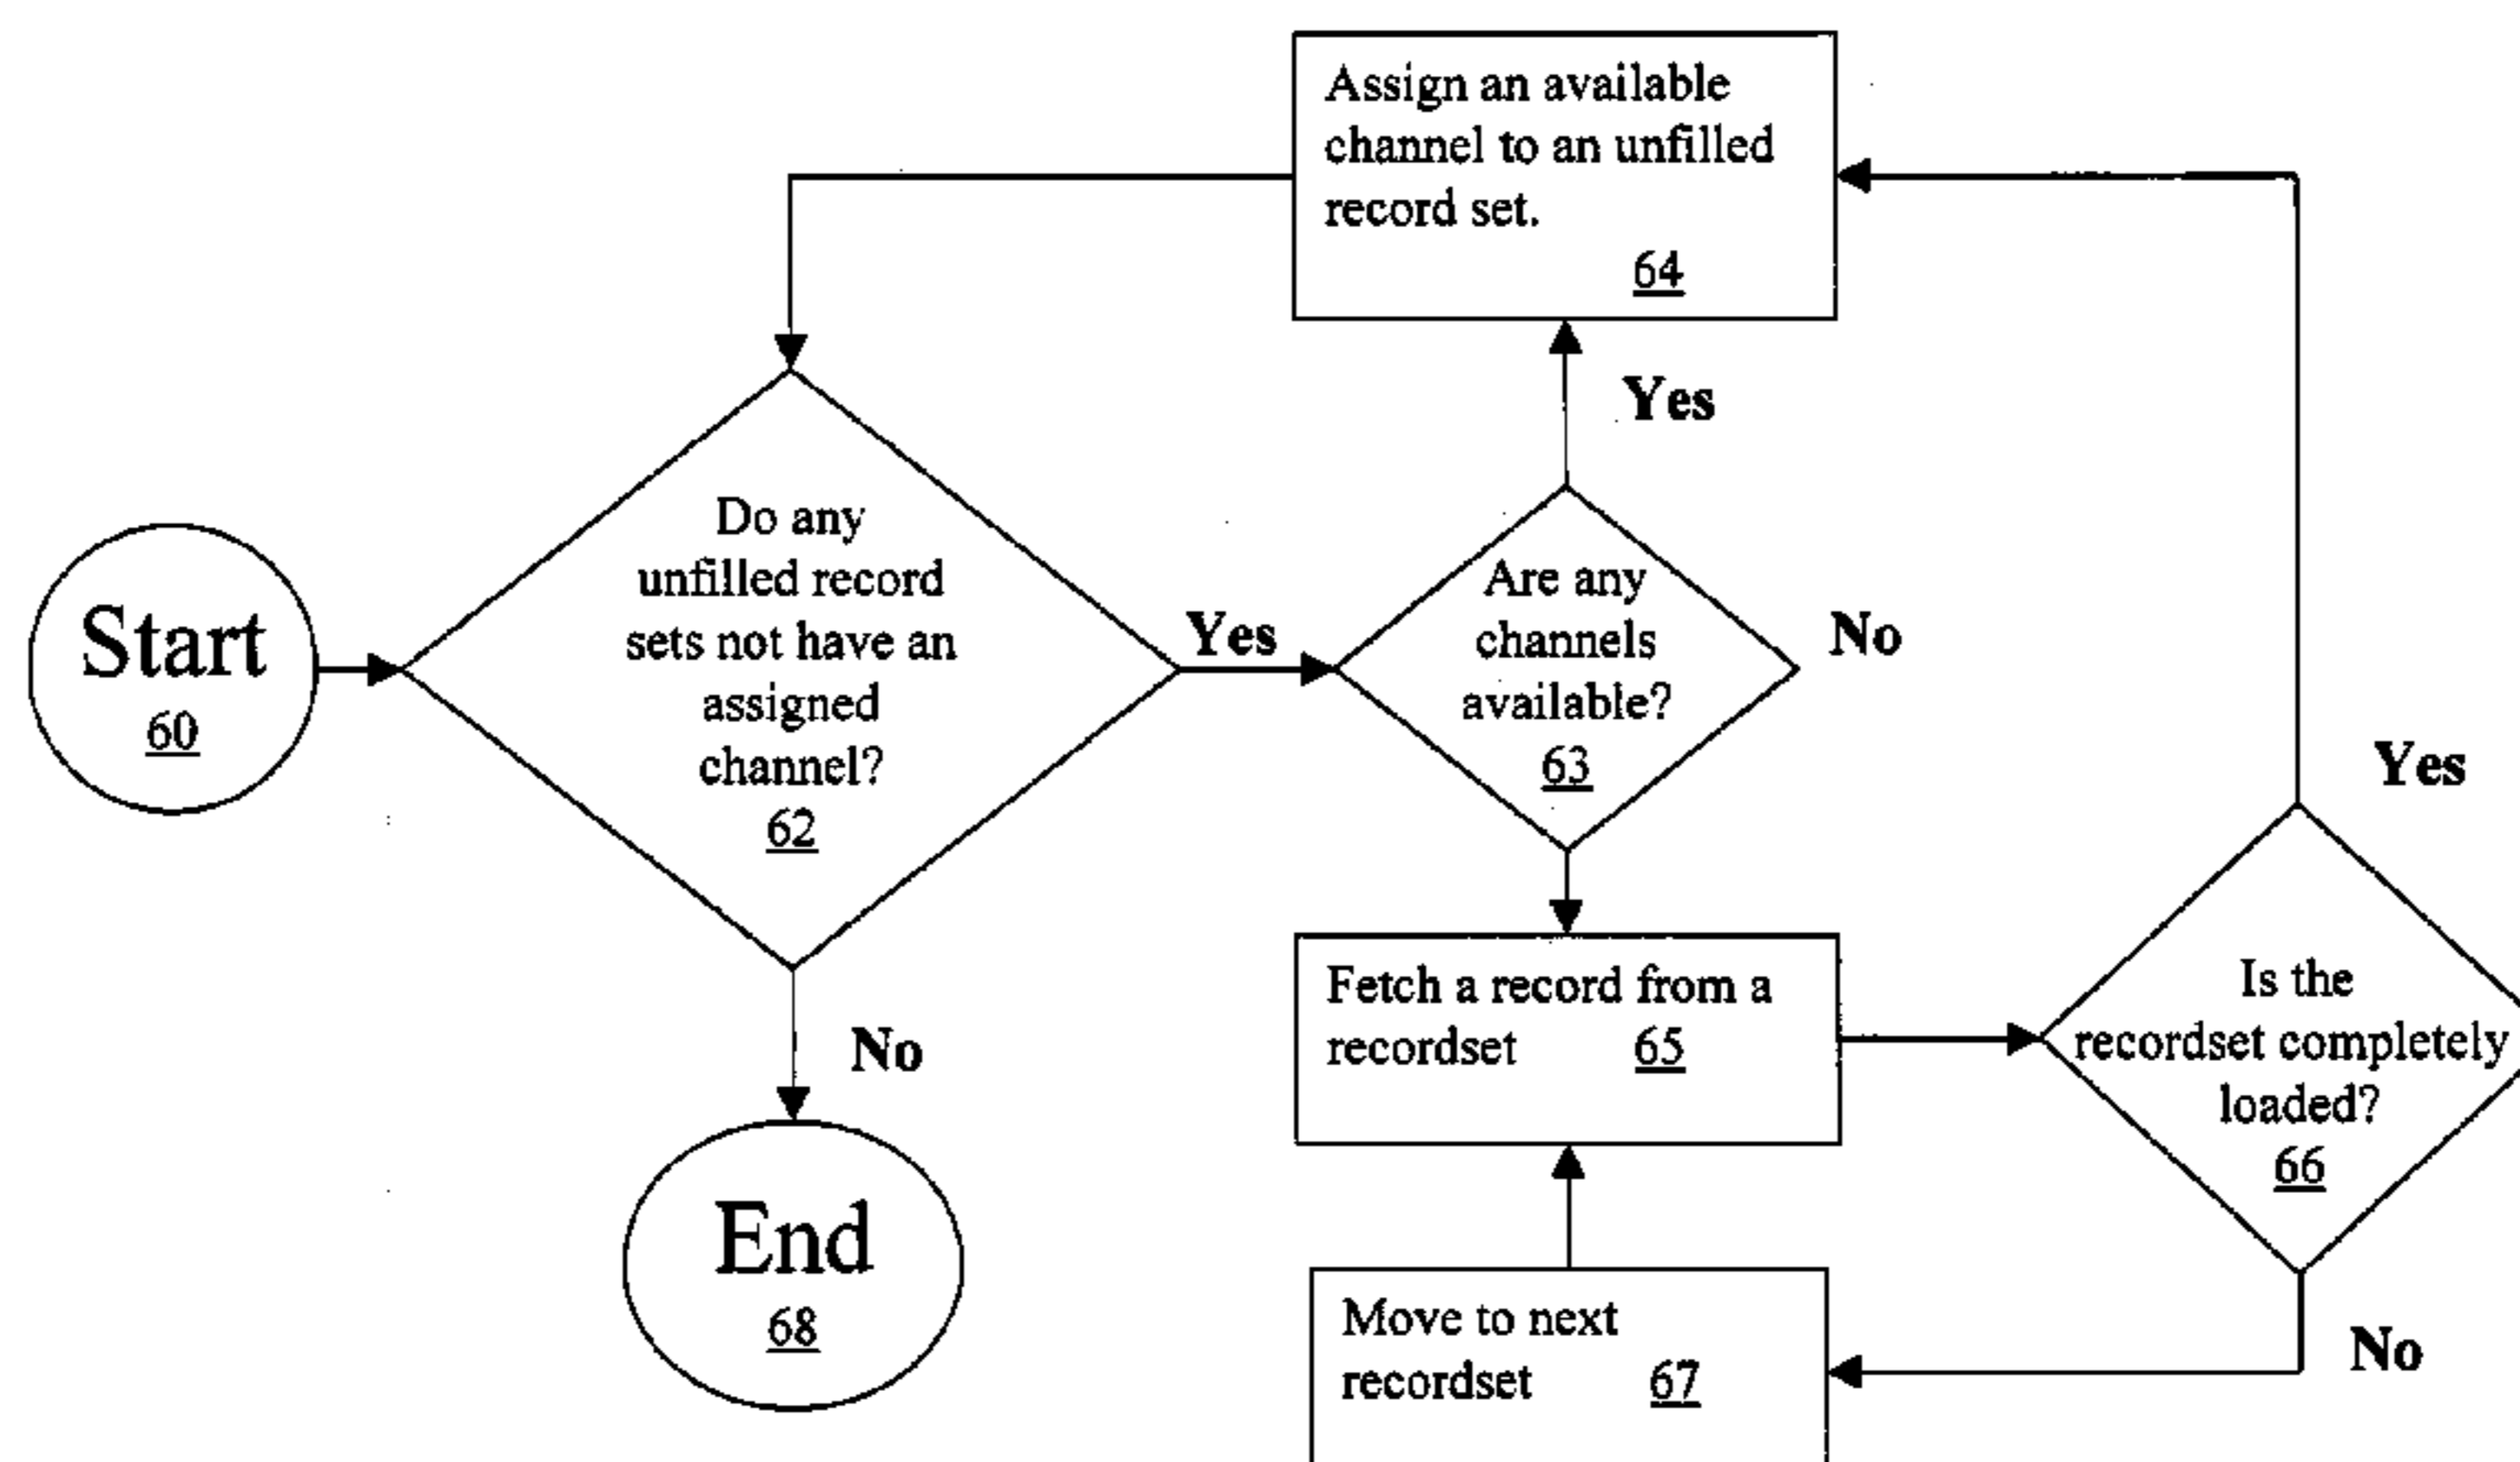 Assign an available
channel to an unfilled
record set.
64
Yes
Do any
unfilled record
sets not have an
assigned
channel?
62
Start
60
Yes
Are any
channels
available?
63
No
Yes
No
Fetch a record from a
recordset 65
Is the
recordset completely
loaded?
66
End
68
Move to next
recordset 67
No